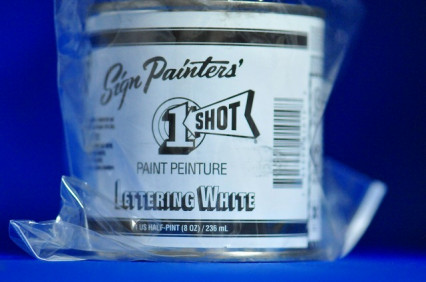 Sign Painters'
1 SHOT
PAINT PEINTURE
LETTERING WHITE
US HALF-PINT (8 OZ) / 236 mL